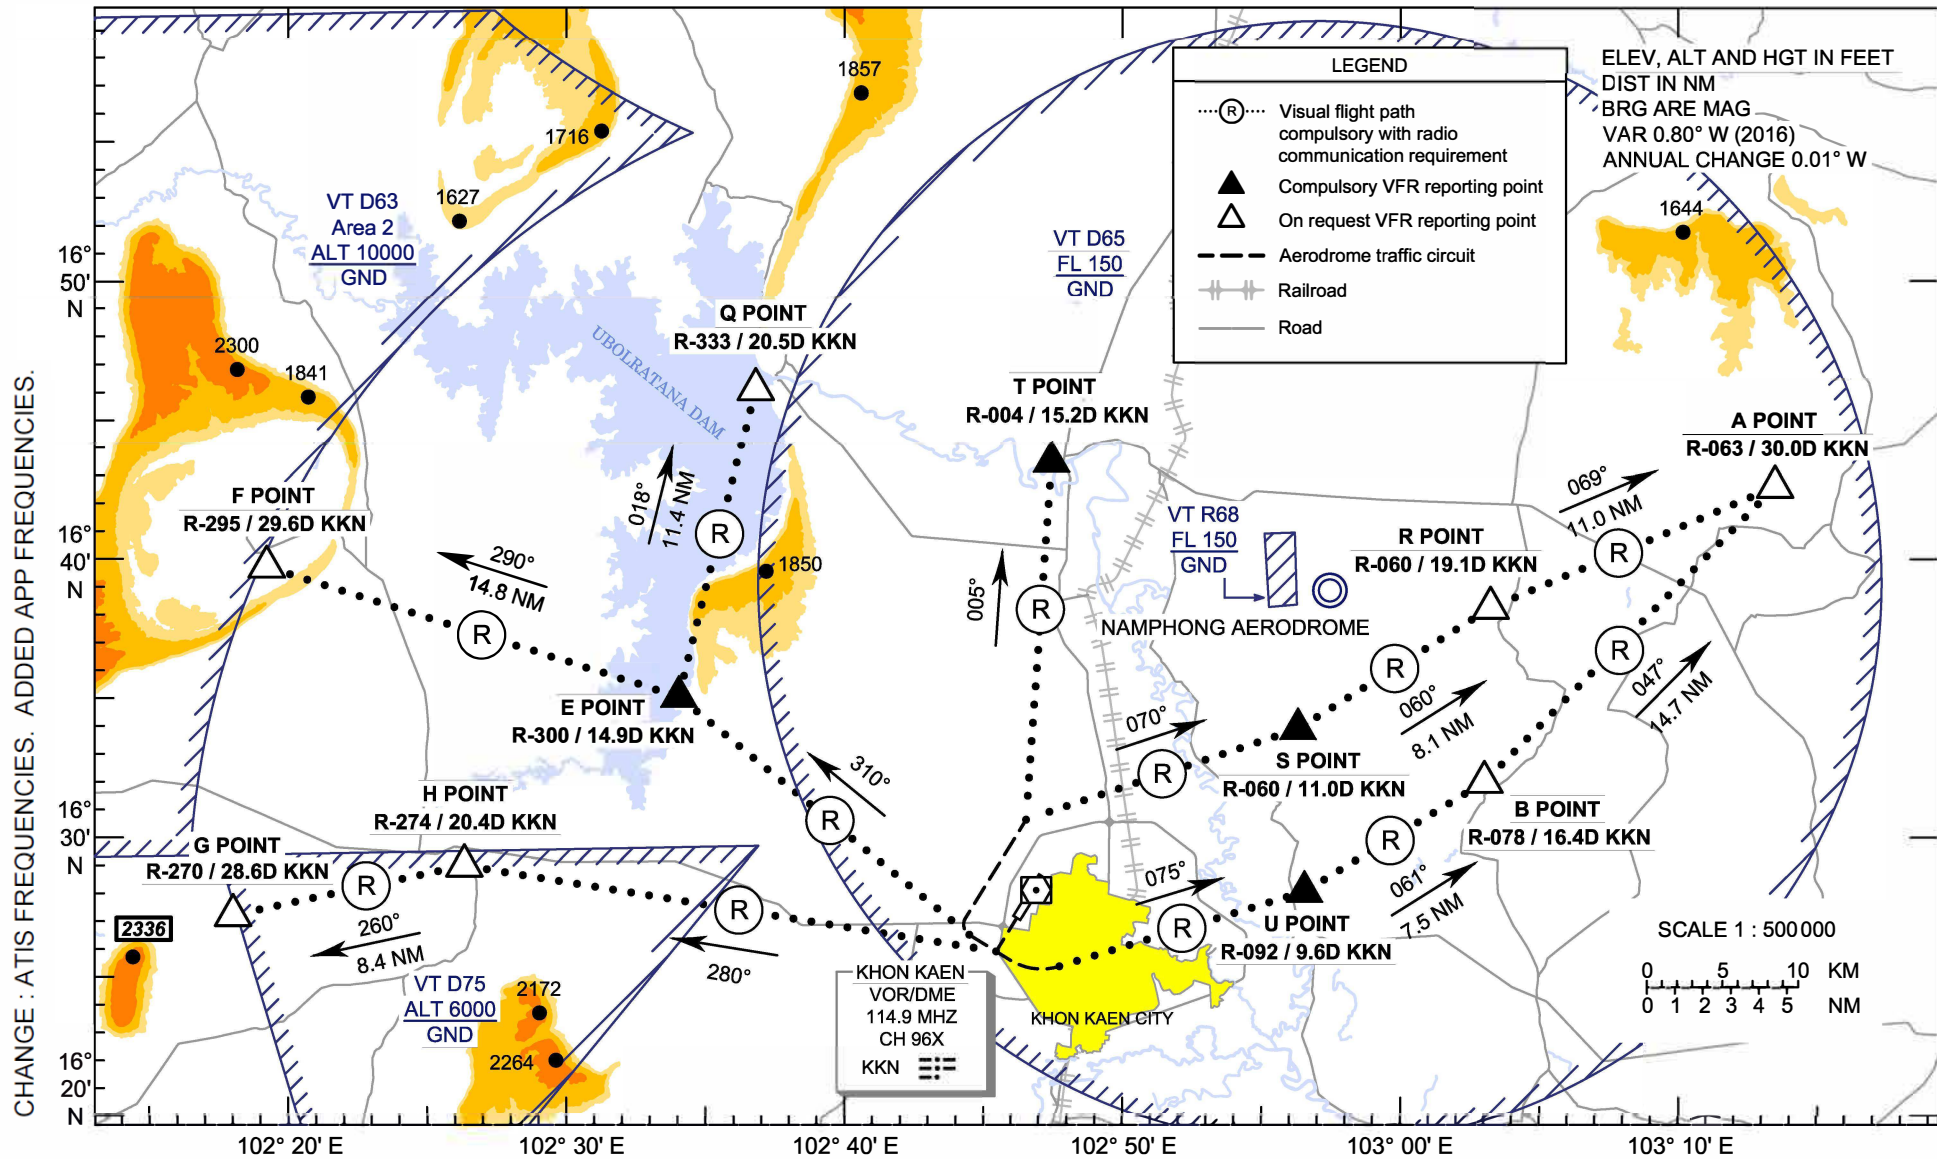 CHANGE : ATIS FREQUENCIES. ADDED APP FREQUENCIES.
ELEV, ALT AND HGT IN FEET
DIST IN NM
BRG ARE MAG
VAR 0.80° W (2016)
ANNUAL CHANGE 0.01° W
LEGEND
R
Visual flight path
compulsory with radio
communication requirement
Compulsory VFR reporting point
On request VFR reporting point
Aerodrome traffic circuit
Railroad
Road
1857
1716
1627
1644
VT D63
Area 2
ALT 10000
GND
VT D65
FL 150
GND
16°
50'
N
2300
1841
UBOLRATANA DAM
Q POINT
R-333 / 20.5D KKN
T POINT
R-004 / 15.2D KKN
A POINT
R-063 / 30.0D KKN
F POINT
R-295 / 29.6D KKN
018°
11.4 NM
R
069°
11.0 NM
R
VT R68
FL 150
GND
R POINT
R-060 / 19.1D KKN
16°
40'
N
290°
14.8 NM
R
1850
005°
R
NAMPHONG AERODROME
R
R
047°
14.7 NM
E POINT
R-300 / 14.9D KKN
060°
8.1 NM
070°
R
S POINT
R-060 / 11.0D KKN
310°
R
H POINT
R-274 / 20.4D KKN
16°
30'
N
B POINT
R-078 / 16.4D KKN
R
G POINT
R-270 / 28.6D KKN
R
260°
8.4 NM
R
280°
075°
R
061°
7.5 NM
U POINT
R-092 / 9.6D KKN
2336
SCALE 1 : 500 000
0 5 10 KM
0 1 2 3 4 5 NM
VT D75
ALT 6000
GND
2172
2264
KHON KAEN
VOR/DME
114.9 MHZ
CH 96X
KKN
KHON KAEN CITY
16°
20'
N
102° 20' E
102° 30' E
102° 40' E
102° 50' E
103° 00' E
103° 10' E